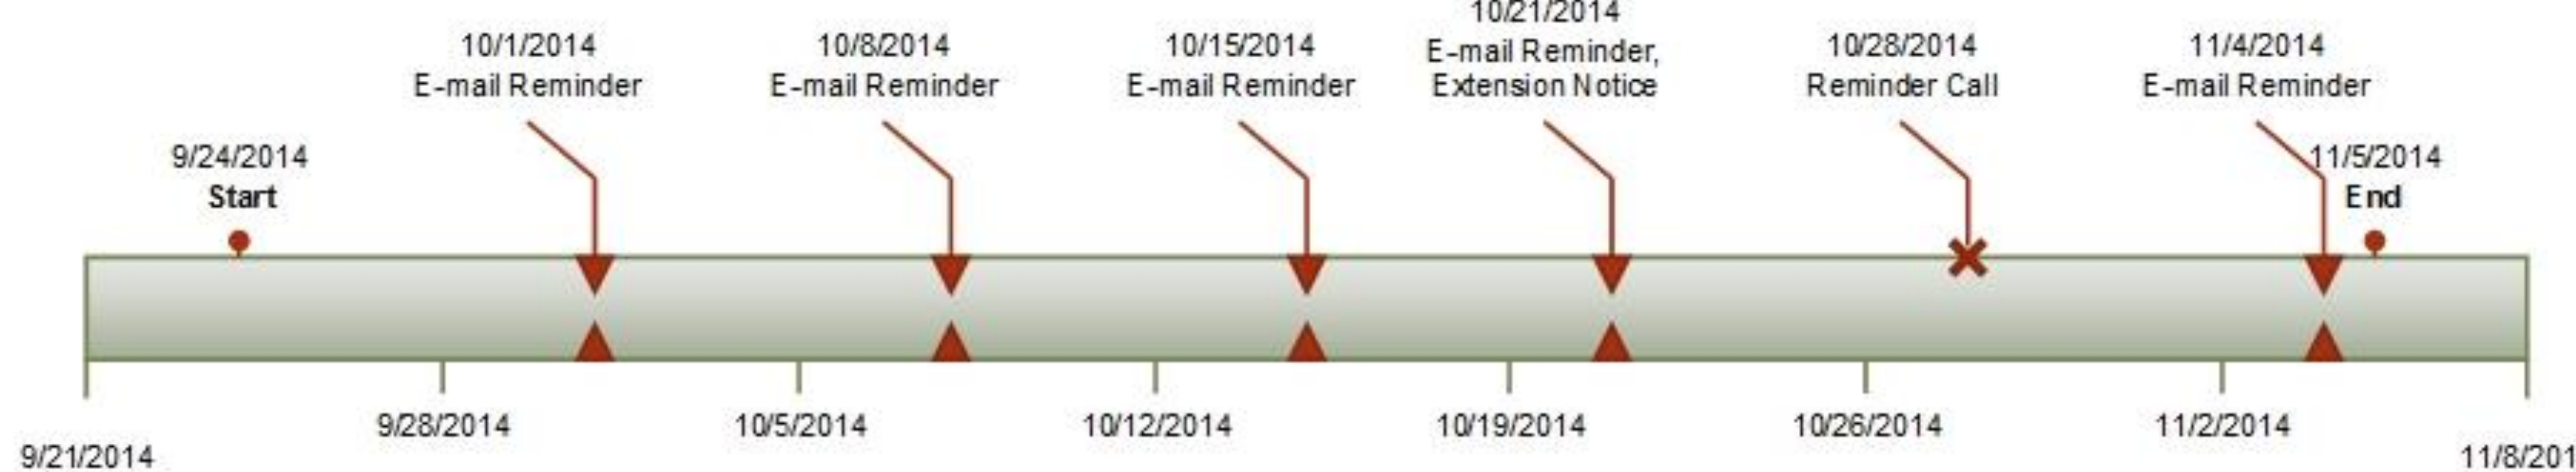 10/1/2014
E-mail Reminder
10/8/2014
E-mail Reminder
10/15/2014
E-mail Reminder
10/21/2014
E-mail Reminder,
Extension Notice
10/28/2014
Reminder Call
11/4/2014
E-mail Reminder
9/24/2014
Start
11/5/2014
End
9/21/2014
9/28/2014
10/5/2014
10/12/2014
10/19/2014
10/26/2014
11/2/2014
11/8/201